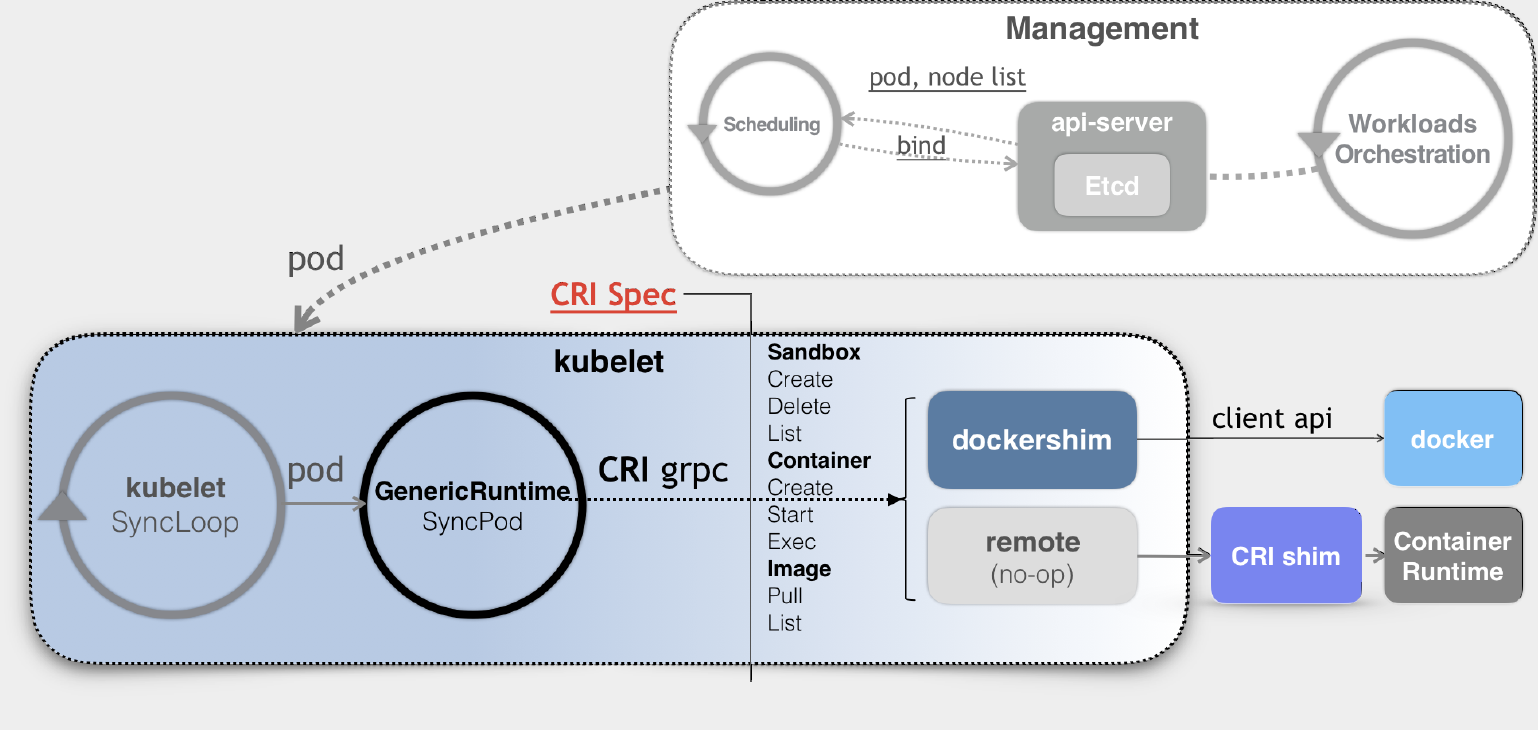 Management
pod, node list
Scheduling
bind
api-server
Etcd
Workloads
Orchestration
pod
CRI Spec
kubelet
kubelet
SyncLoop
pod
GenericRuntime
SyncPod
CRI grpc
Sandbox
Create
Delete
List
Container
Create
Start
Exec
Image
Pull
List
dockershim
client api
docker
remote
(no-op)
CRI shim
Container
Runtime